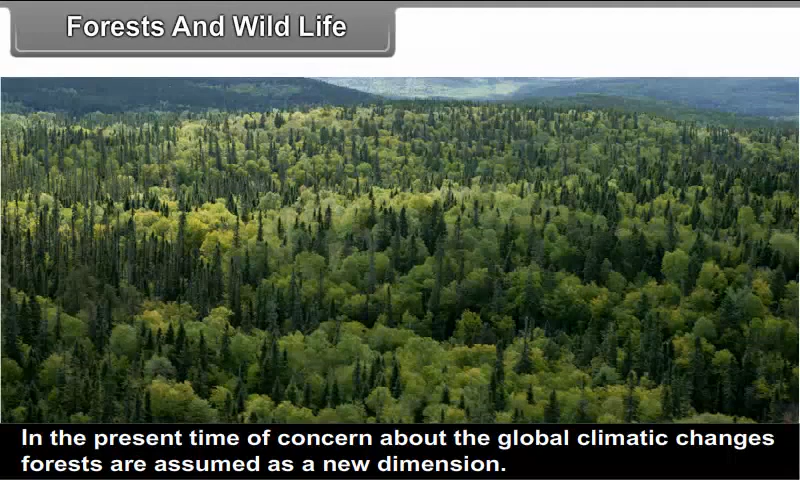 Forests And Wild Life
In the present time of concern about the global climatic changes
forests are assumed as a new dimension.